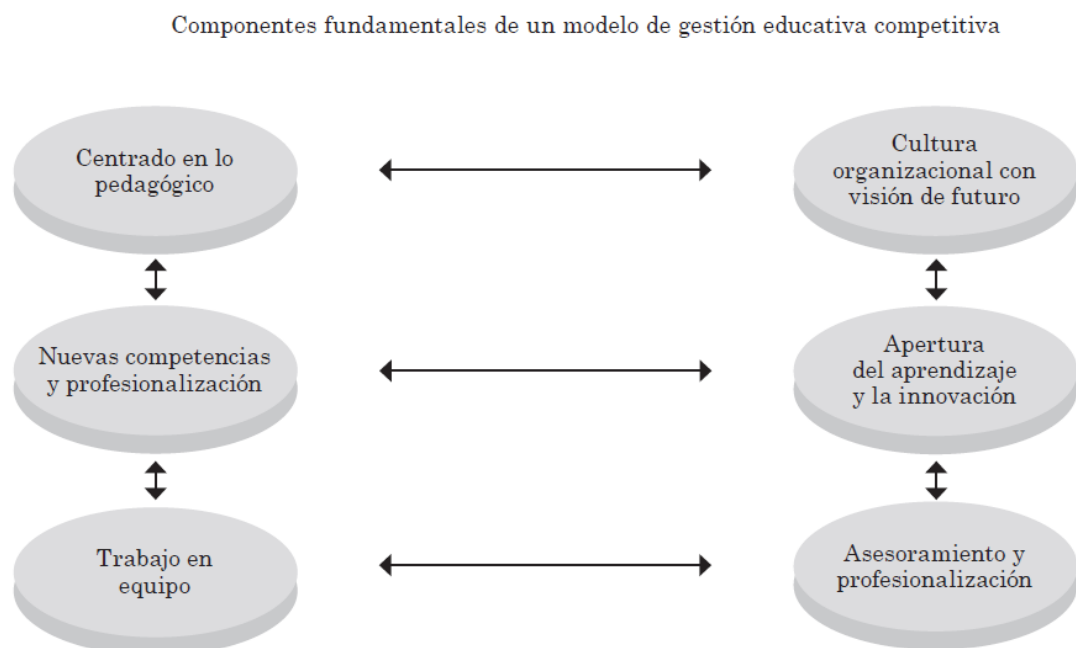 Componentes fundamentales de un modelo de gestión educativa competitiva
Centrado en lo
pedagógico
Cultura
organizacional con
visión de futuro
Nuevas competencias
y profesionalización
Apertura
del aprendizaje
y la innovación
Trabajo en
equipo
Asesoramiento y
profesionalización